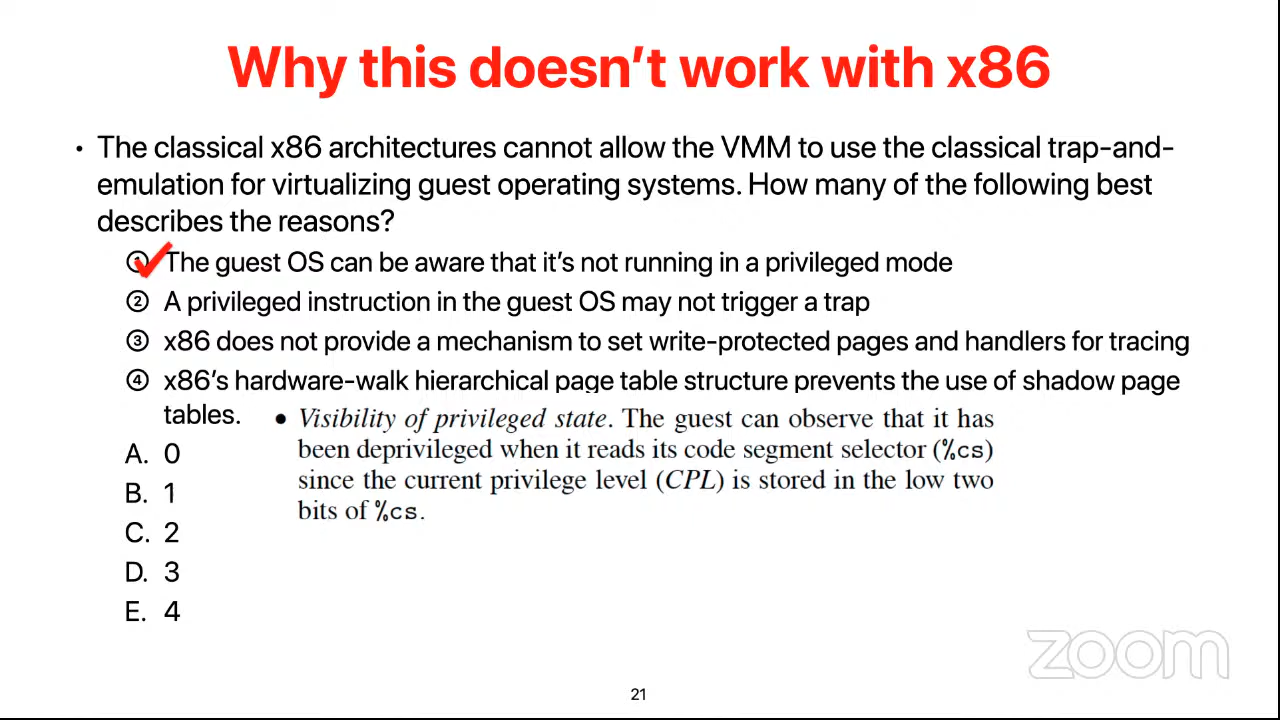 Why this doesn't work with x86
• The classical x86 architectures cannot allow the VMM to use the classical trap-and-
emulation for virtualizing guest operating systems. How many of the following best
describes the reasons?
① The guest OS can be aware that it's not running in a privileged mode
② A privileged instruction in the guest OS may not trigger a trap
③ x86 does not provide a mechanism to set write-protected pages and handlers for tracing
④ x86's hardware-walk hierarchical page table structure prevents the use of shadow page
tables.
• Visibility of privileged state. The guest can observe that it has
been deprivileged when it reads its code segment selector (%cs)
since the current privilege level (CPL) is stored in the low two
bits of %cs.
A. 0
B. 1
C. 2
D. 3
E. 4
zoom
21